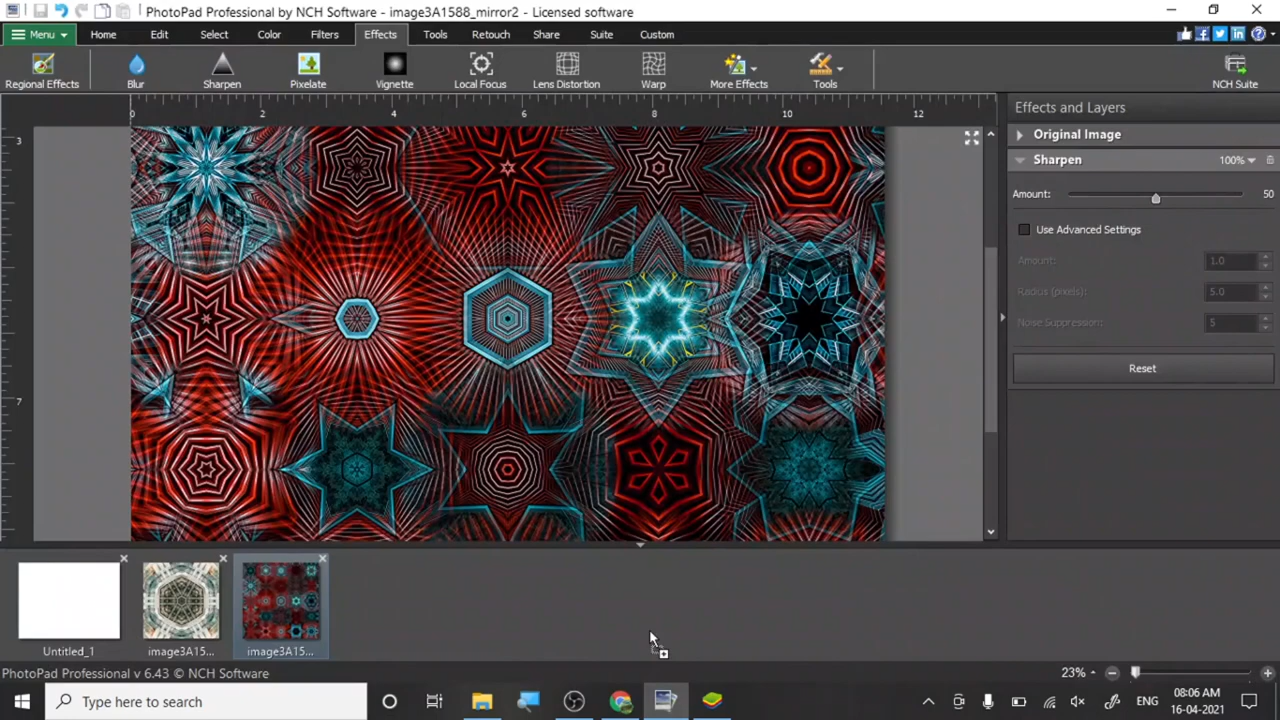 PhotoPad Professional by NCH Software - image3A1588_mirror2 - Licensed software
Menu Home Edit Select Color Filters Effects Tools Retouch Share Suite Custom
Regional Effects Blur Sharpen Pixelate Vignette Local Focus Lens Distortion Warp More Effects Tools NCH Suite
0 2 4 6 8 10 12
3
7
Effects and Layers
Original Image
Sharpen 100%
Amount: 50
Use Advanced Settings
Amount: 1.0
Radius (pixels): 5.0
Noise Suppression: 5
Reset
Untitled_1 image3A15... image3A15...
PhotoPad Professional v 6.43 © NCH Software 23%
Type here to search
ENG
08:06 AM
16-04-2021